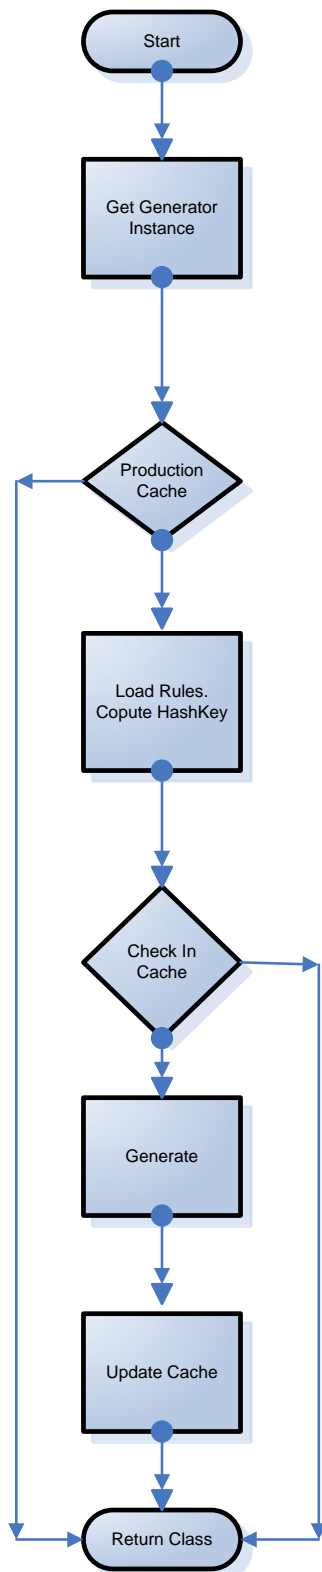 Start
Get Generator
Instance
Production
Cache
Load Rules.
Copute HashKey
Check In
Cache
Generate
Update Cache
Return Class